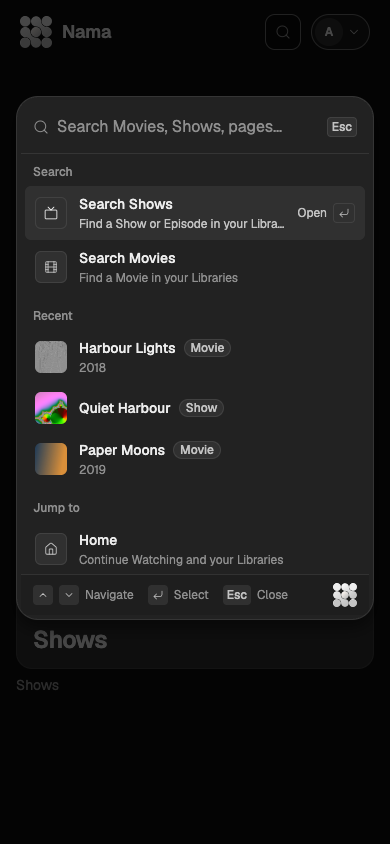 Nama
A
Search Movies, Shows, pages...
Esc
Search
Search Shows
Find a Show or Episode in your Libra...
Open
Search Movies
Find a Movie in your Libraries
Recent
Harbour Lights Movie
2018
Quiet Harbour Show
Paper Moons Movie
2019
Jump to
Home
Continue Watching and your Libraries
Navigate Select Esc Close
Shows
Shows